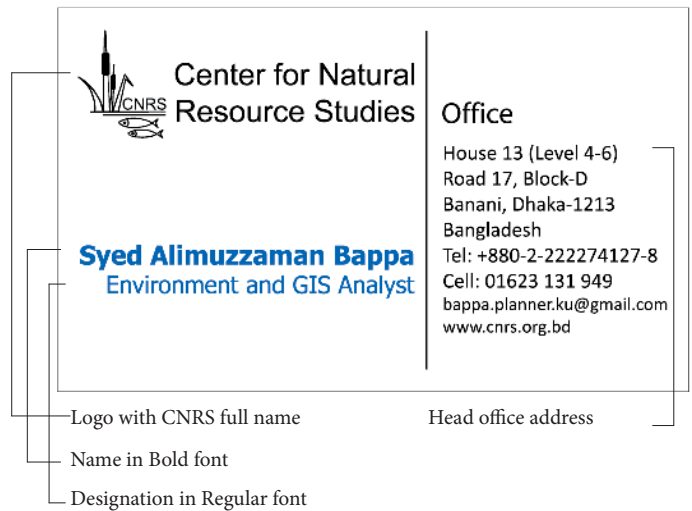 CNRS
Center for Natural
Resource Studies
Syed Alimuzzaman Bappa
Environment and GIS Analyst
Office
House 13 (Level 4-6)
Road 17, Block-D
Banani, Dhaka-1213
Bangladesh
Tel: +880-2-222274127-8
Cell: 01623 131 949
bappa.planner.ku@gmail.com
www.cnrs.org.bd
Logo with CNRS full name
Head office address
Name in Bold font
Designation in Regular font